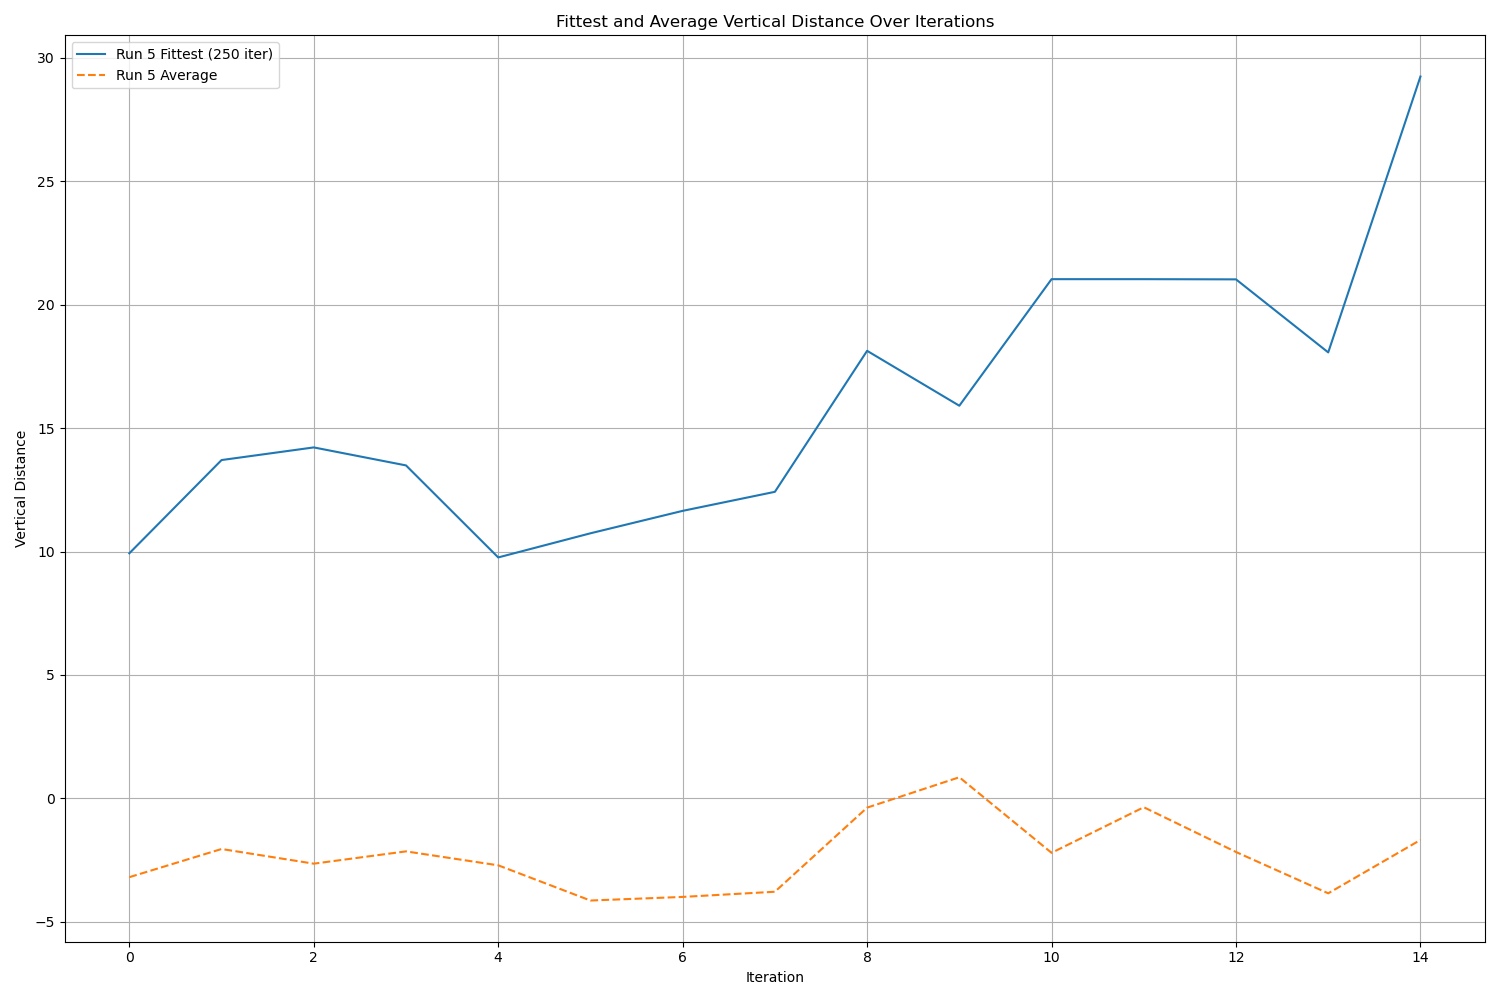 Fittest and Average Vertical Distance Over Iterations
Run 5 Fittest (250 iter)
Run 5 Average
Vertical Distance
30
25
20
15
10
5
0
−5
0 2 4 6 8 10 12 14
Iteration